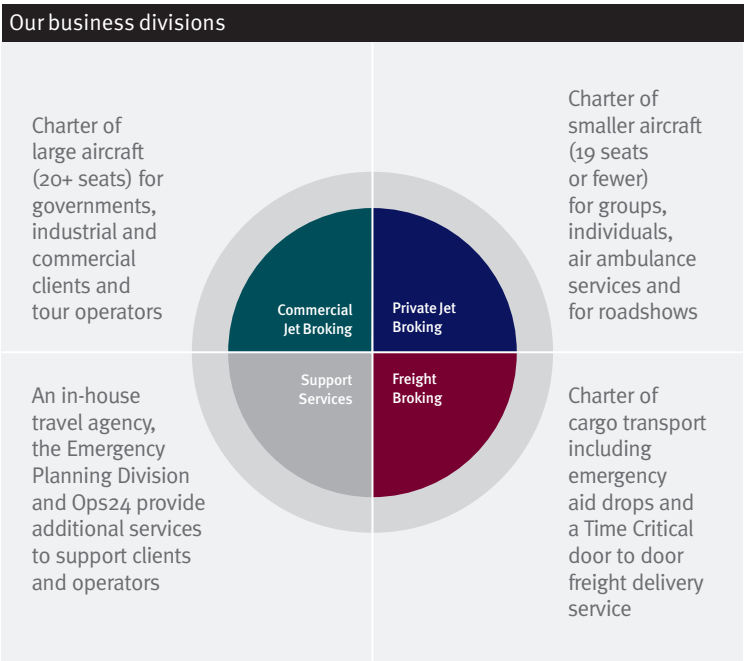 Our business divisions
Charter of
large aircraft
(20+ seats) for
governments,
industrial and
commercial
clients and
tour operators
Charter of
smaller aircraft
(19 seats
or fewer)
for groups,
individuals,
air ambulance
services and
for roadshows
Commercial
Jet Broking
Private Jet
Broking
Support
Services
Freight
Broking
An in-house
travel agency,
the Emergency
Planning Division
and Ops24 provide
additional services
to support clients
and operators
Charter of
cargo transport
including
emergency
aid drops and
a Time Critical
door to door
freight delivery
service